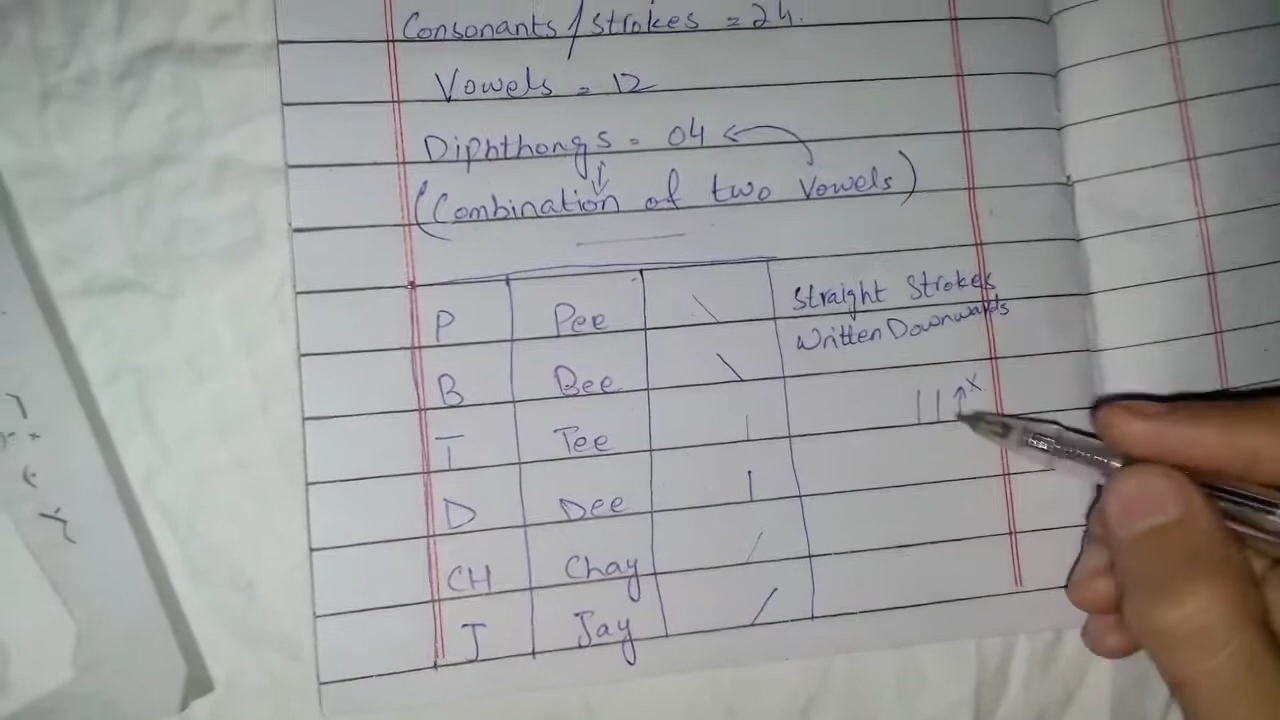 Consonants/Strokes = 24.
Vowels = 12
Diphthongs = 04
(Combination of two Vowels)
P Pee \ Straight Strokes
Written Downwards
B Bee \
T Tee | | | ↑ x
D Dee |
CH Chay /
J Jay /